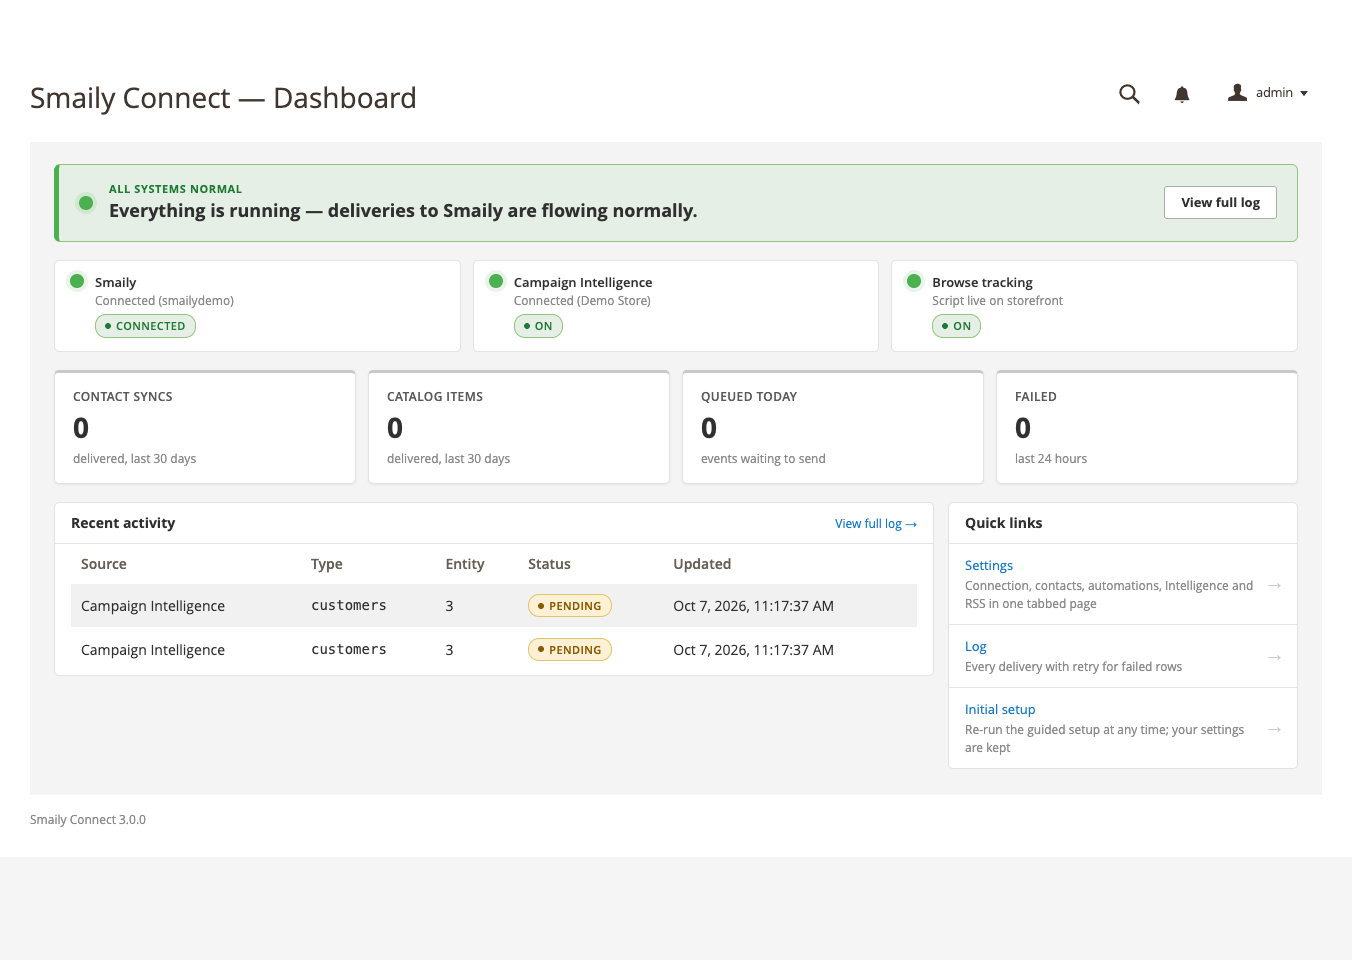 Smaily Connect — Dashboard
admin
ALL SYSTEMS NORMAL
Everything is running — deliveries to Smaily are flowing normally.
View full log
Smaily
Connected (smailydemo)
CONNECTED
Campaign Intelligence
Connected (Demo Store)
ON
Browse tracking
Script live on storefront
ON
CONTACT SYNCS
0
delivered, last 30 days
CATALOG ITEMS
0
delivered, last 30 days
QUEUED TODAY
0
events waiting to send
FAILED
0
last 24 hours
Recent activity
View full log →
Source Type Entity Status Updated
Campaign Intelligence customers 3 PENDING Oct 7, 2026, 11:17:37 AM
Campaign Intelligence customers 3 PENDING Oct 7, 2026, 11:17:37 AM
Quick links
Settings
Connection, contacts, automations, Intelligence and
RSS in one tabbed page
→
Log
Every delivery with retry for failed rows
→
Initial setup
Re-run the guided setup at any time; your settings
are kept
→
Smaily Connect 3.0.0